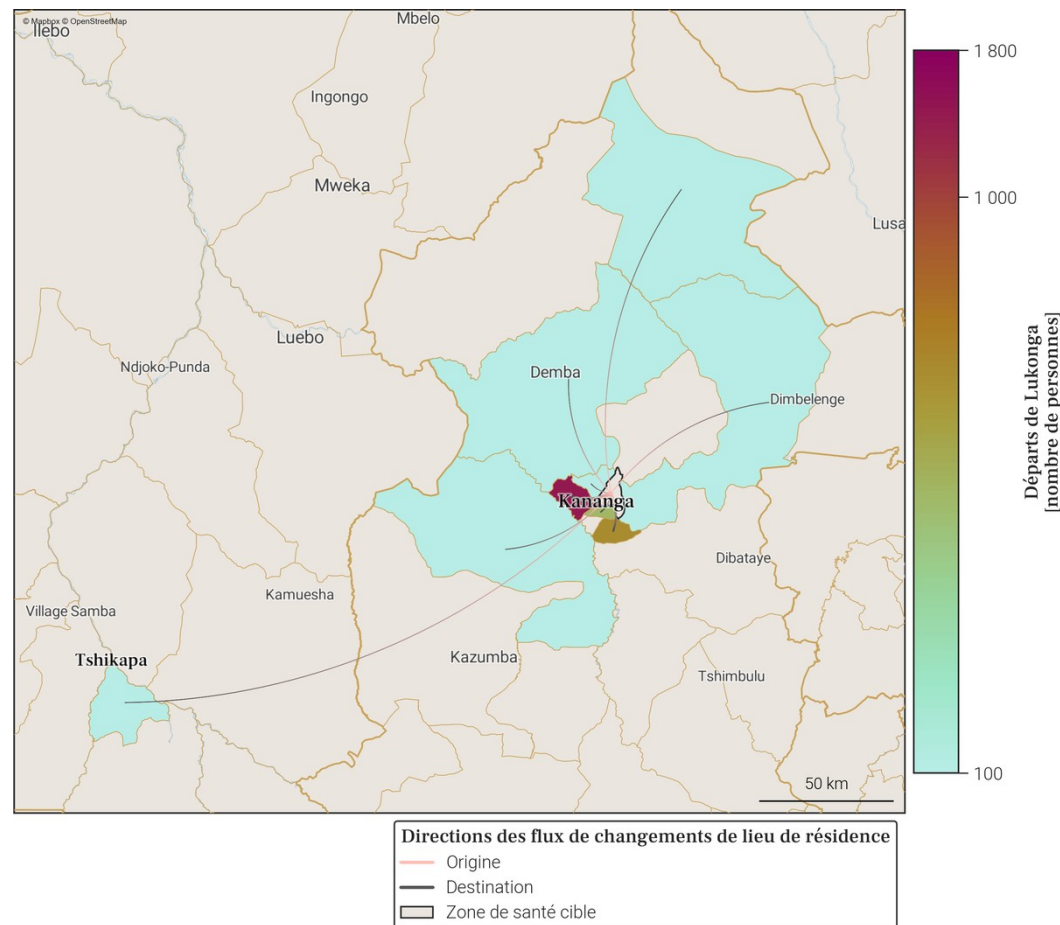 © Mapbox © OpenStreetMap
Ilebo
Mbelo
Ingongo
Mweka
Lusa
Luebo
Ndjoko-Punda
Demba
Dimbelenge
Kananga
Dibataye
Village Samba
Kamuesha
Tshikapa
Kazumba
Tshimbulu
50 km
1 800
1 000
100
Départs de Lukonga
[nombre de personnes]
Directions des flux de changements de lieu de résidence
Origine
Destination
Zone de santé cible